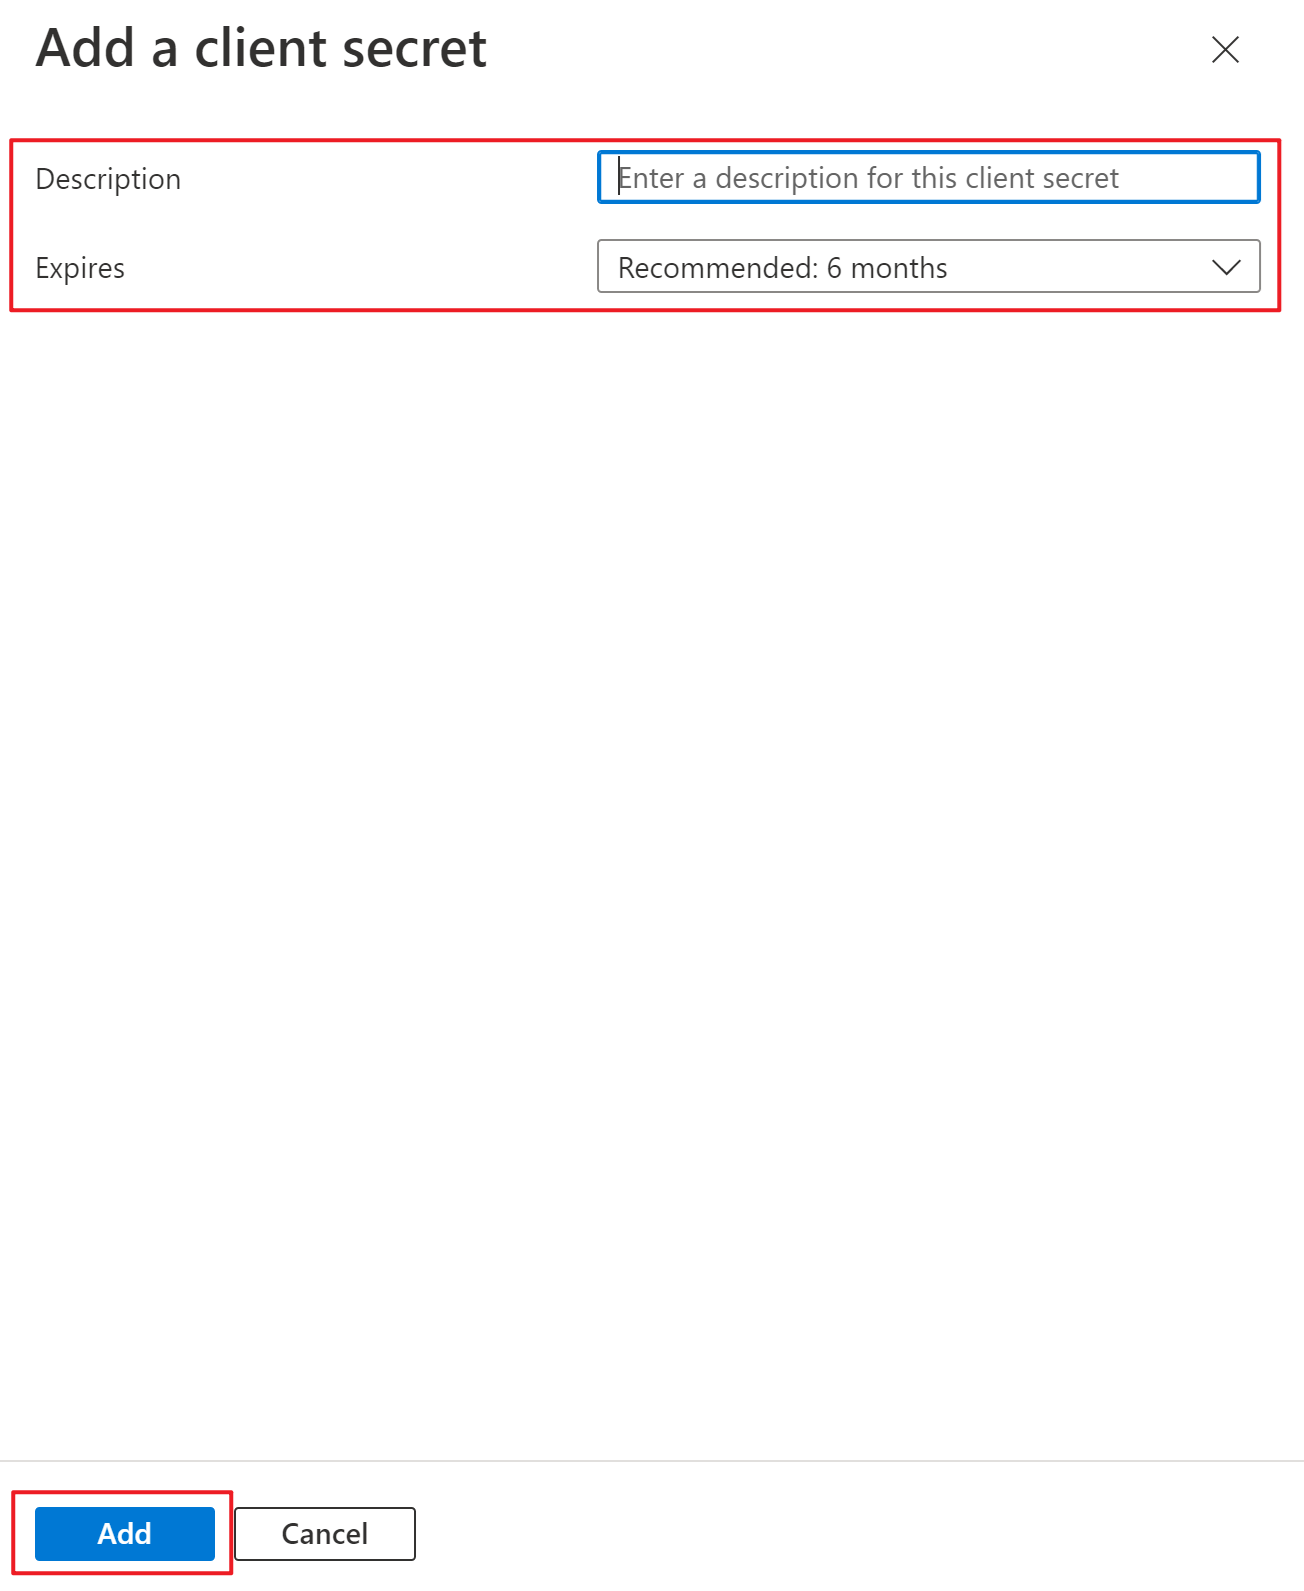 Add a client secret
Description
Enter a description for this client secret
Expires
Recommended: 6 months
Add
Cancel